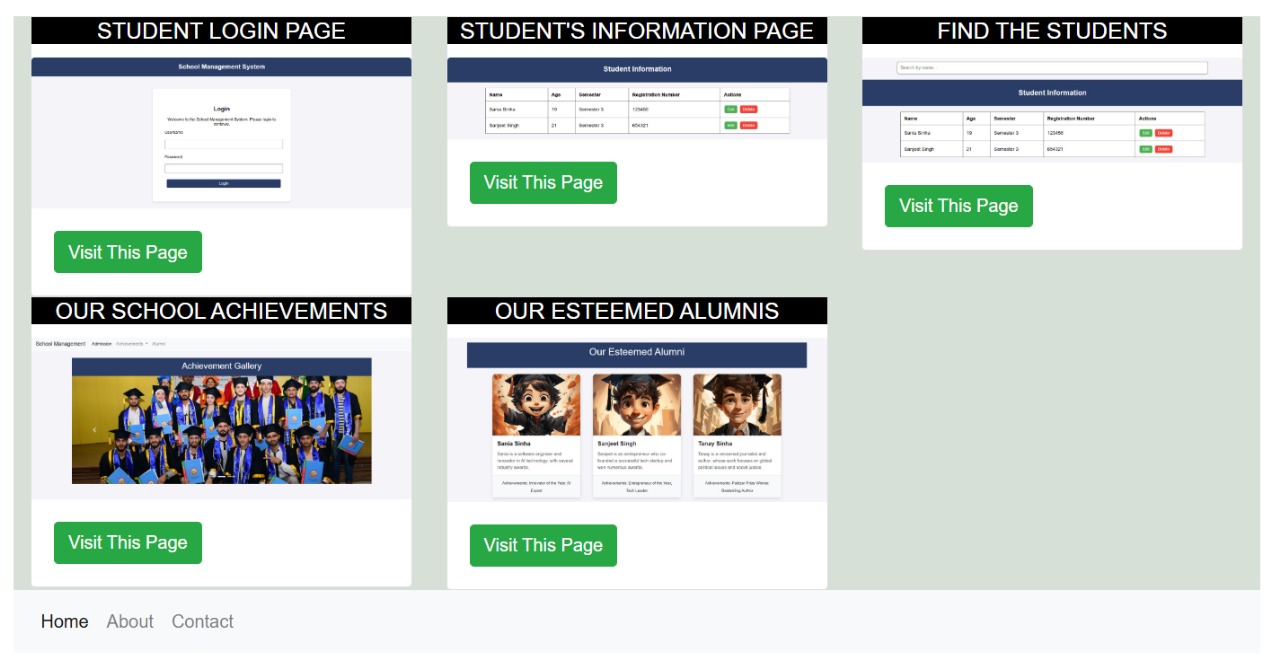 STUDENT LOGIN PAGE
School Management System
Login
Welcome to the School Management System. Please login to
continue.
Username
Password
Login
Visit This Page
STUDENT'S INFORMATION PAGE
Student Information
Name Age Semester Registration Number Actions
Sania Sinha 19 Semester 3 123456 Edit Delete
Sanjeet Singh 21 Semester 3 654321 Edit Delete
Visit This Page
FIND THE STUDENTS
Search by name...
Student Information
Name Age Semester Registration Number Actions
Sania Sinha 19 Semester 3 123456 Edit Delete
Sanjeet Singh 21 Semester 3 654321 Edit Delete
Visit This Page
OUR SCHOOL ACHIEVEMENTS
School Management Admission Achievements Alumni
Achievement Gallery
Visit This Page
OUR ESTEEMED ALUMNIS
Our Esteemed Alumni
Sania Sinha
Sania is a software engineer and
innovator in AI technology, with several
industry awards.
Achievements: Innovator of the Year, AI
Expert
Sanjeet Singh
Sanjeet is an entrepreneur who co-
founded a successful tech startup and
won numerous awards.
Achievements: Entrepreneur of the Year,
Tech Leader
Tanay Sinha
Tanay is a renowned journalist and
author, whose work focuses on global
political issues and social justice.
Achievements: Pulitzer Prize Winner,
Bestselling Author
Visit This Page
Home About Contact